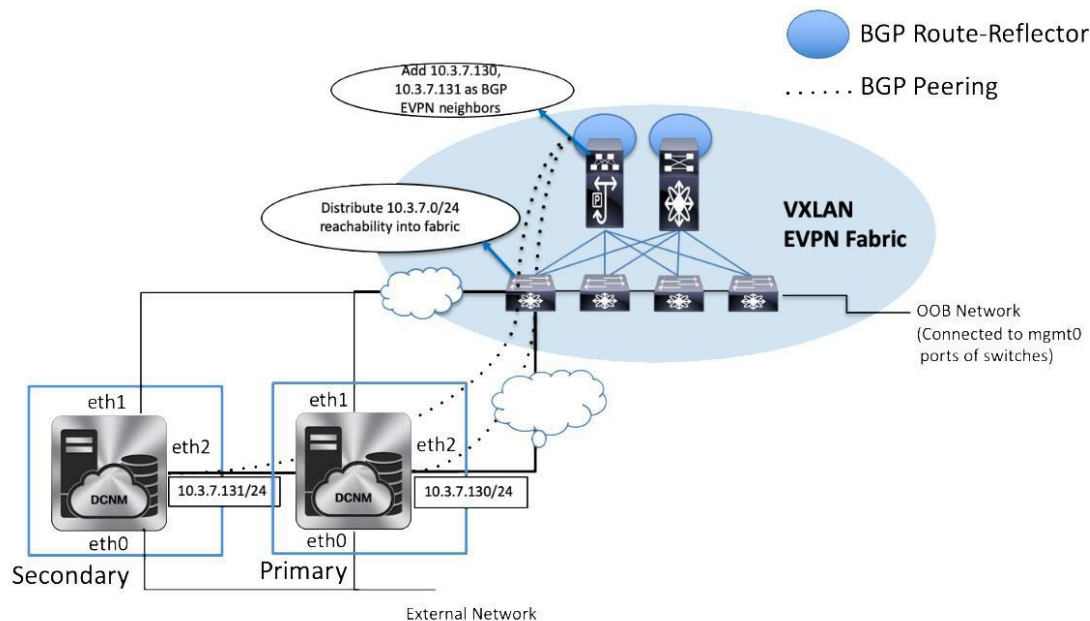 BGP Route-Reflector
BGP Peering
Add 10.3.7.130,
10.3.7.131 as BGP
EVPN neighbors
P
Distribute 10.3.7.0/24
reachability into fabric
VXLAN
EVPN Fabric
OOB Network
(Connected to mgmt0
ports of switches)
eth1
eth2
DCNM
10.3.7.131/24
eth0
Secondary
eth1
eth2
DCNM
10.3.7.130/24
eth0
Primary
External Network